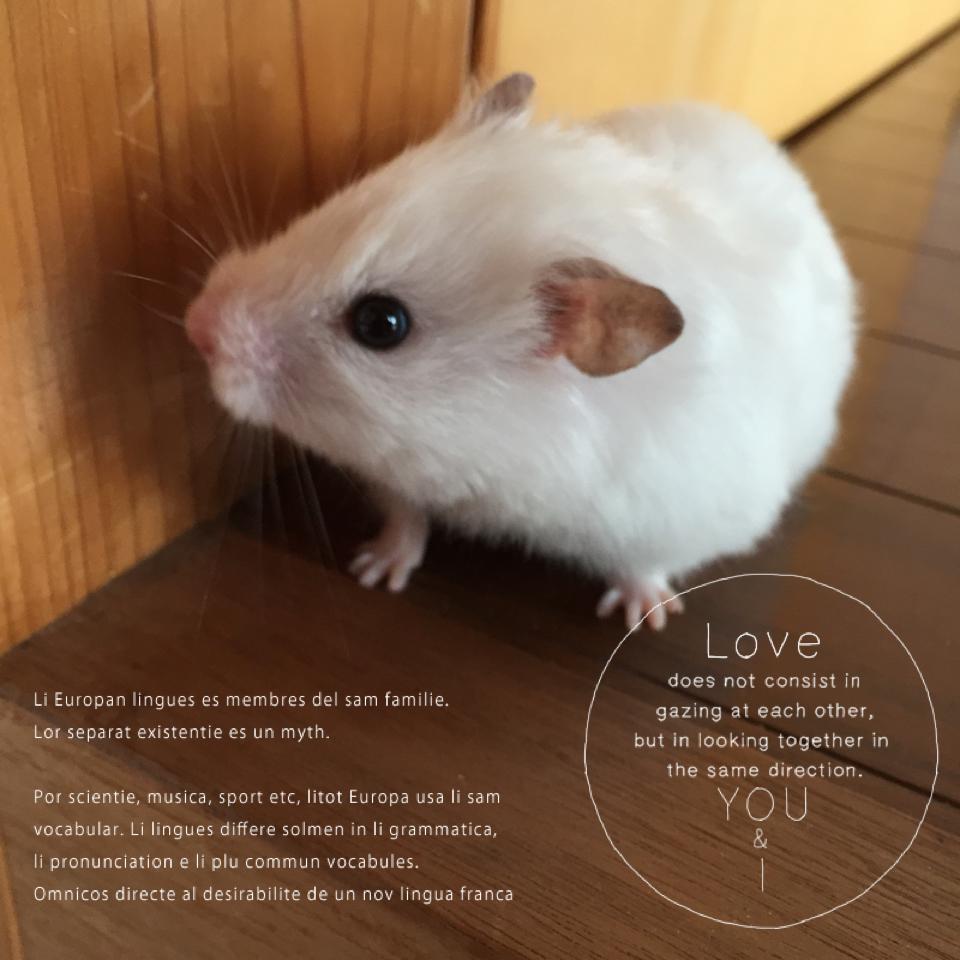 Li Europan lingues es membres del sam familie.
Lor separat existentie es un myth.
Por scientie, musica, sport etc, litot Europa usa li sam
vocabular. Li lingues differe solmen in li grammatica,
li pronunciation e li plu commun vocabules.
Omnicos directe al desirabilite de un nov lingua franca
Love
does not consist in
gazing at each other,
but in looking together in
the same direction.
YOU
&
I